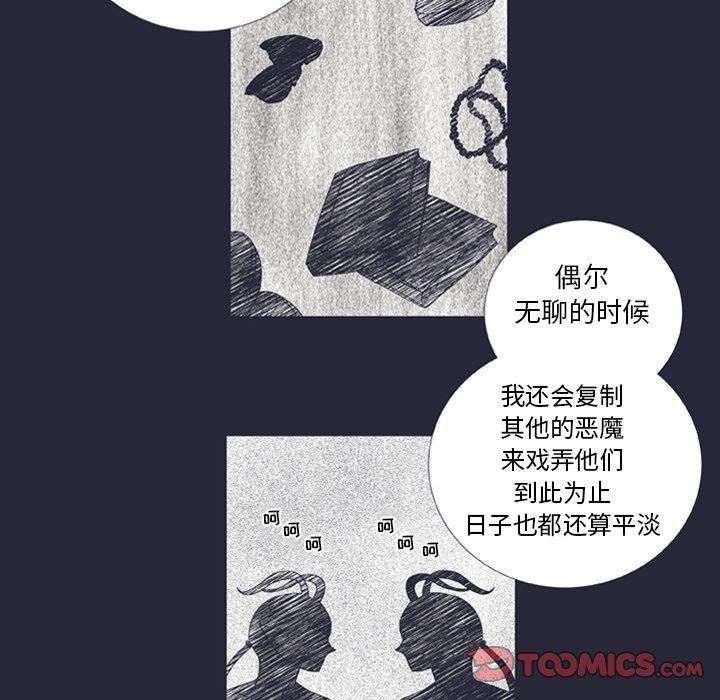 偶尔
无聊的时候
我还会复制
其他的恶魔
来戏弄他们
到此为止
日子也都还算平淡
呵呵呵
呵呵呵
TOOMICS.COM